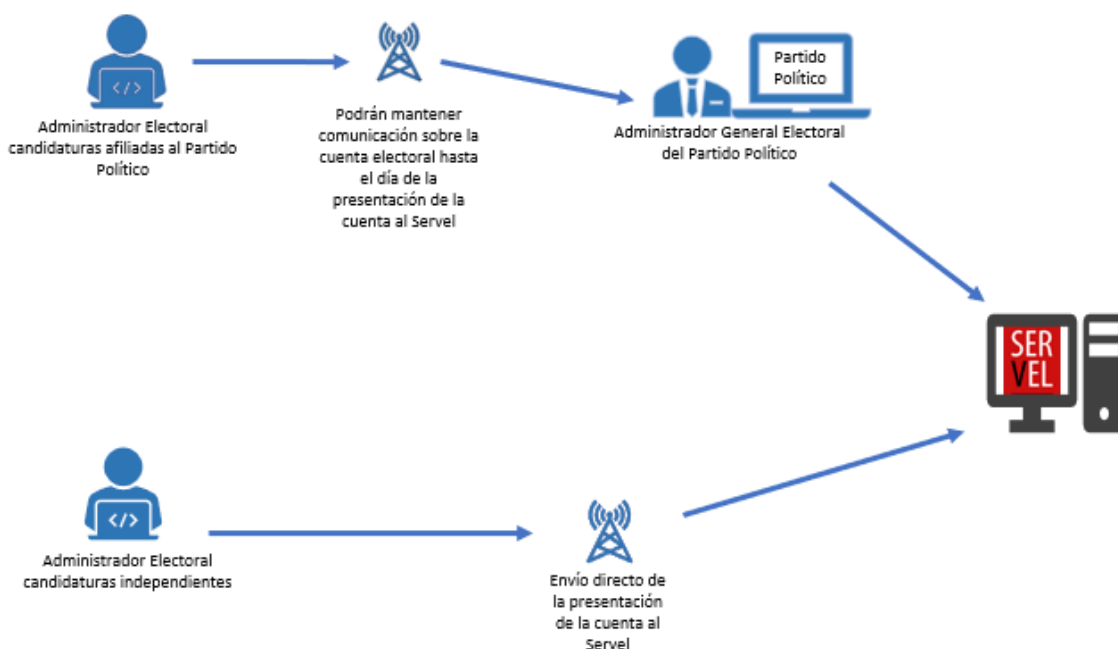 Administrador Electoral
candidaturas afiliadas al Partido
Político
Podrán mantener
comunicación sobre la
cuenta electoral hasta
el día de la
presentación de la
cuenta al Servel
Partido
Político
Administrador General Electoral
del Partido Político
SER
VEL
</>
</>
Administrador Electoral
candidaturas independientes
Envío directo de
la presentación
de la cuenta al
Servel